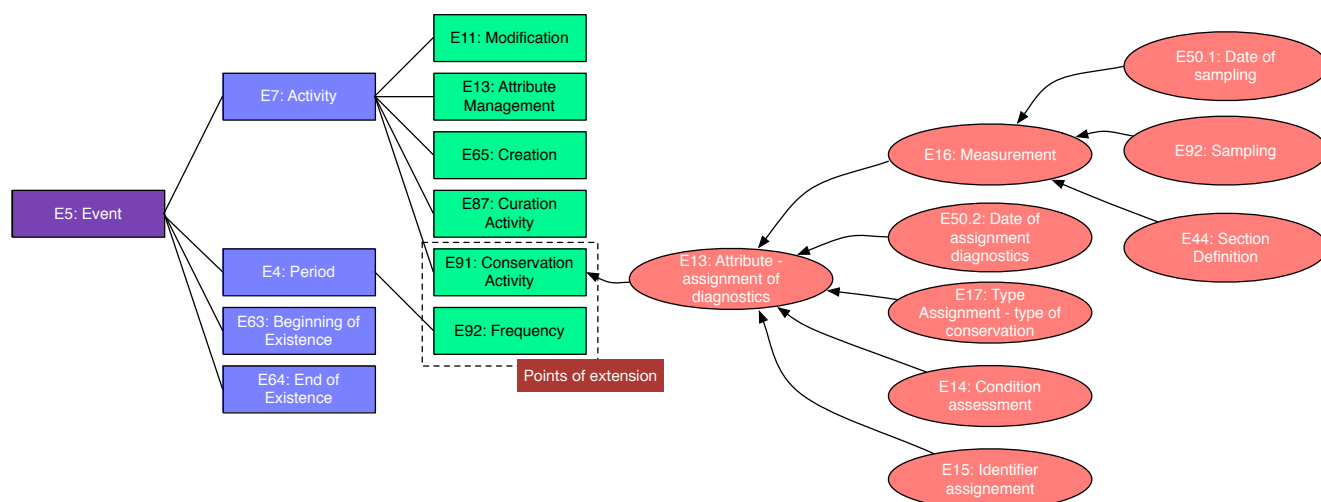 E5: Event
E7: Activity
E4: Period
E63: Beginning of
Existence
E64: End of
Existence
E11: Modification
E13: Attribute
Management
E65: Creation
E87: Curation
Activity
E91: Conservation
Activity
E92: Frequency
Points of extension
E13: Attribute -
assignment of
diagnostics
E16: Measurement
E50.2: Date of
assignment
diagnostics
E17: Type
Assignment - type of
conservation
E14: Condition
assessment
E15: Identifier
assignement
E50.1: Date of
sampling
E92: Sampling
E44: Section
Definition